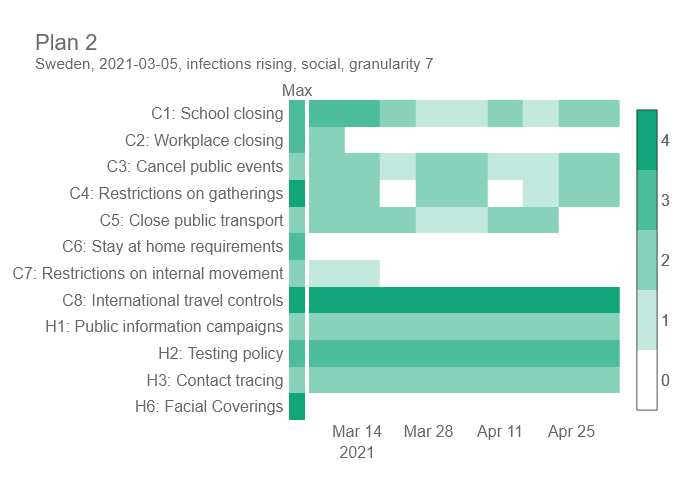 Plan 2
Sweden, 2021-03-05, infections rising, social, granularity 7
Max
C1: School closing
C2: Workplace closing
C3: Cancel public events
C4: Restrictions on gatherings
C5: Close public transport
C6: Stay at home requirements
C7: Restrictions on internal movement
C8: International travel controls
H1: Public information campaigns
H2: Testing policy
H3: Contact tracing
H6: Facial Coverings
Mar 14 Mar 28 Apr 11 Apr 25
2021
4
3
2
1
0